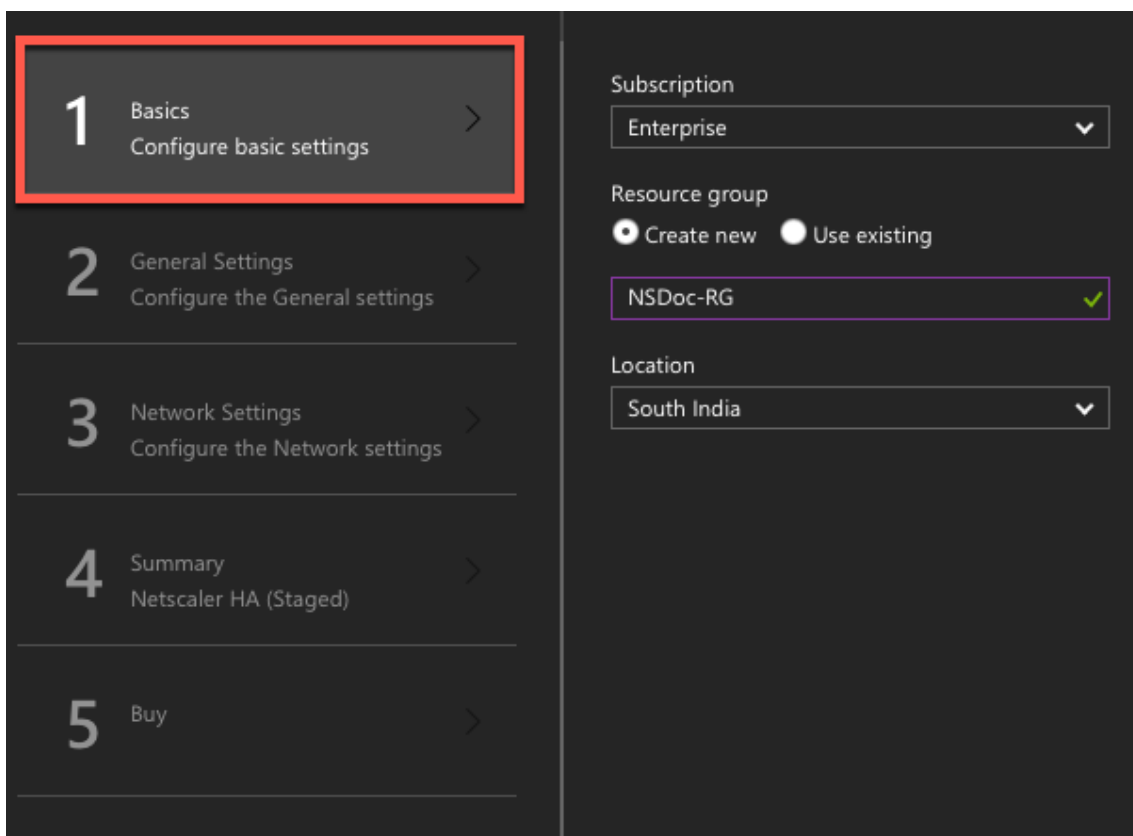 1
Basics
Configure basic settings
2
General Settings
Configure the General settings
3
Network Settings
Configure the Network settings
4
Summary
Netscaler HA (Staged)
5
Buy
Subscription
Enterprise
Resource group
Create new Use existing
NSDoc-RG
Location
South India